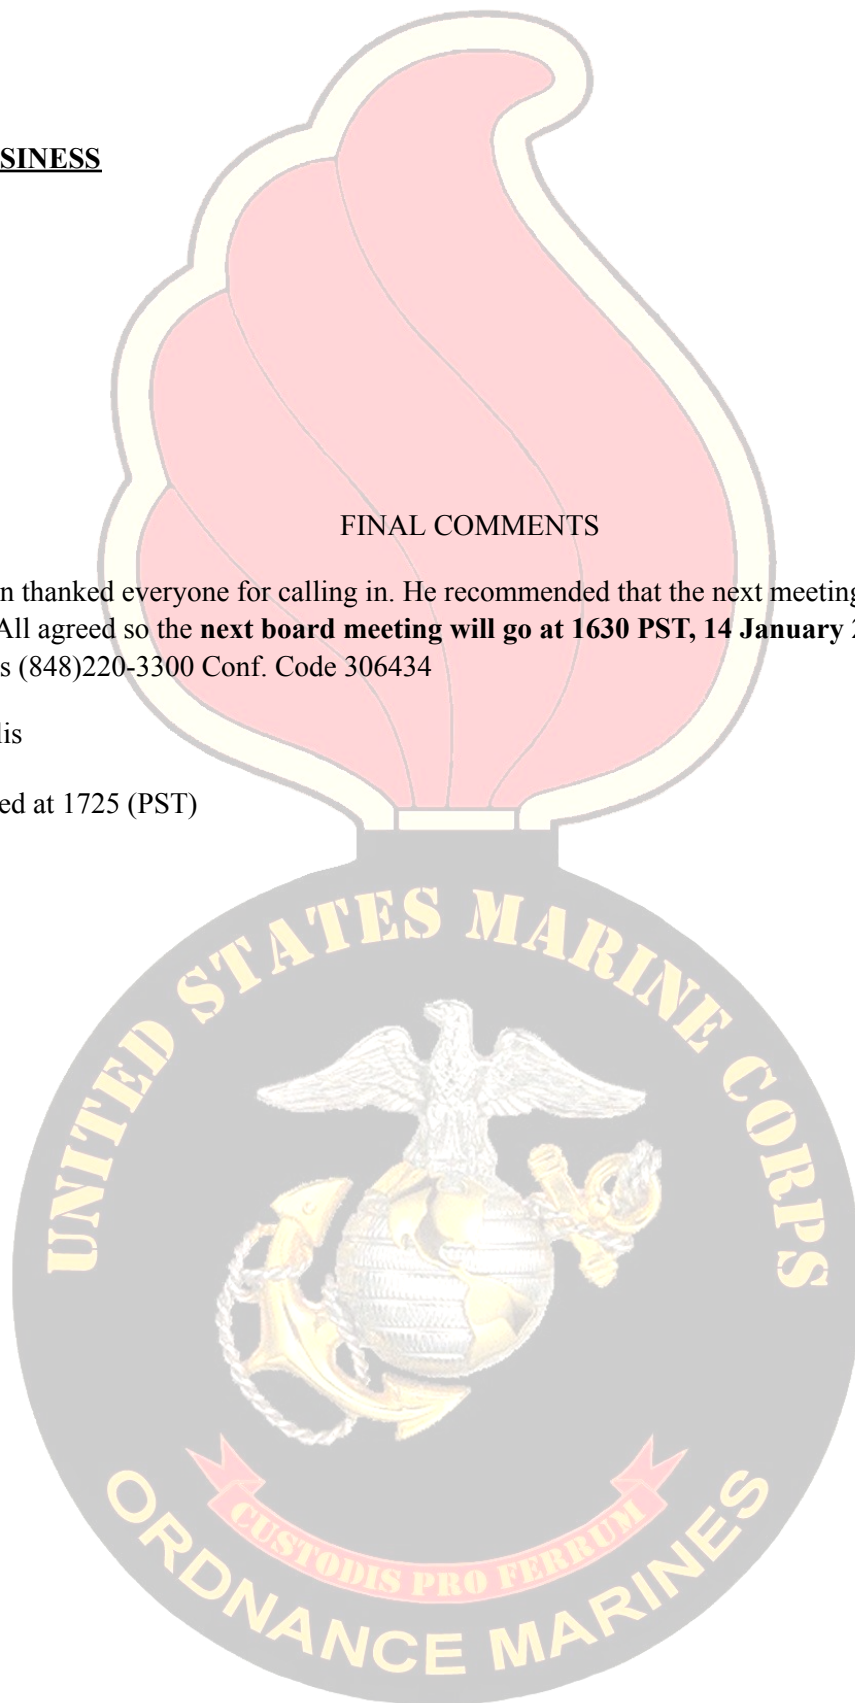 SINESS
FINAL COMMENTS
n thanked everyone for calling in. He recommended that the next meeting
All agreed so the next board meeting will go at 1630 PST, 14 January 2
s (848)220-3300 Conf. Code 306434
lis
ed at 1725 (PST)
UNITED STATES MARINE CORPS
CUSTODIS PRO FERRUM
ORDNANCE MARINES